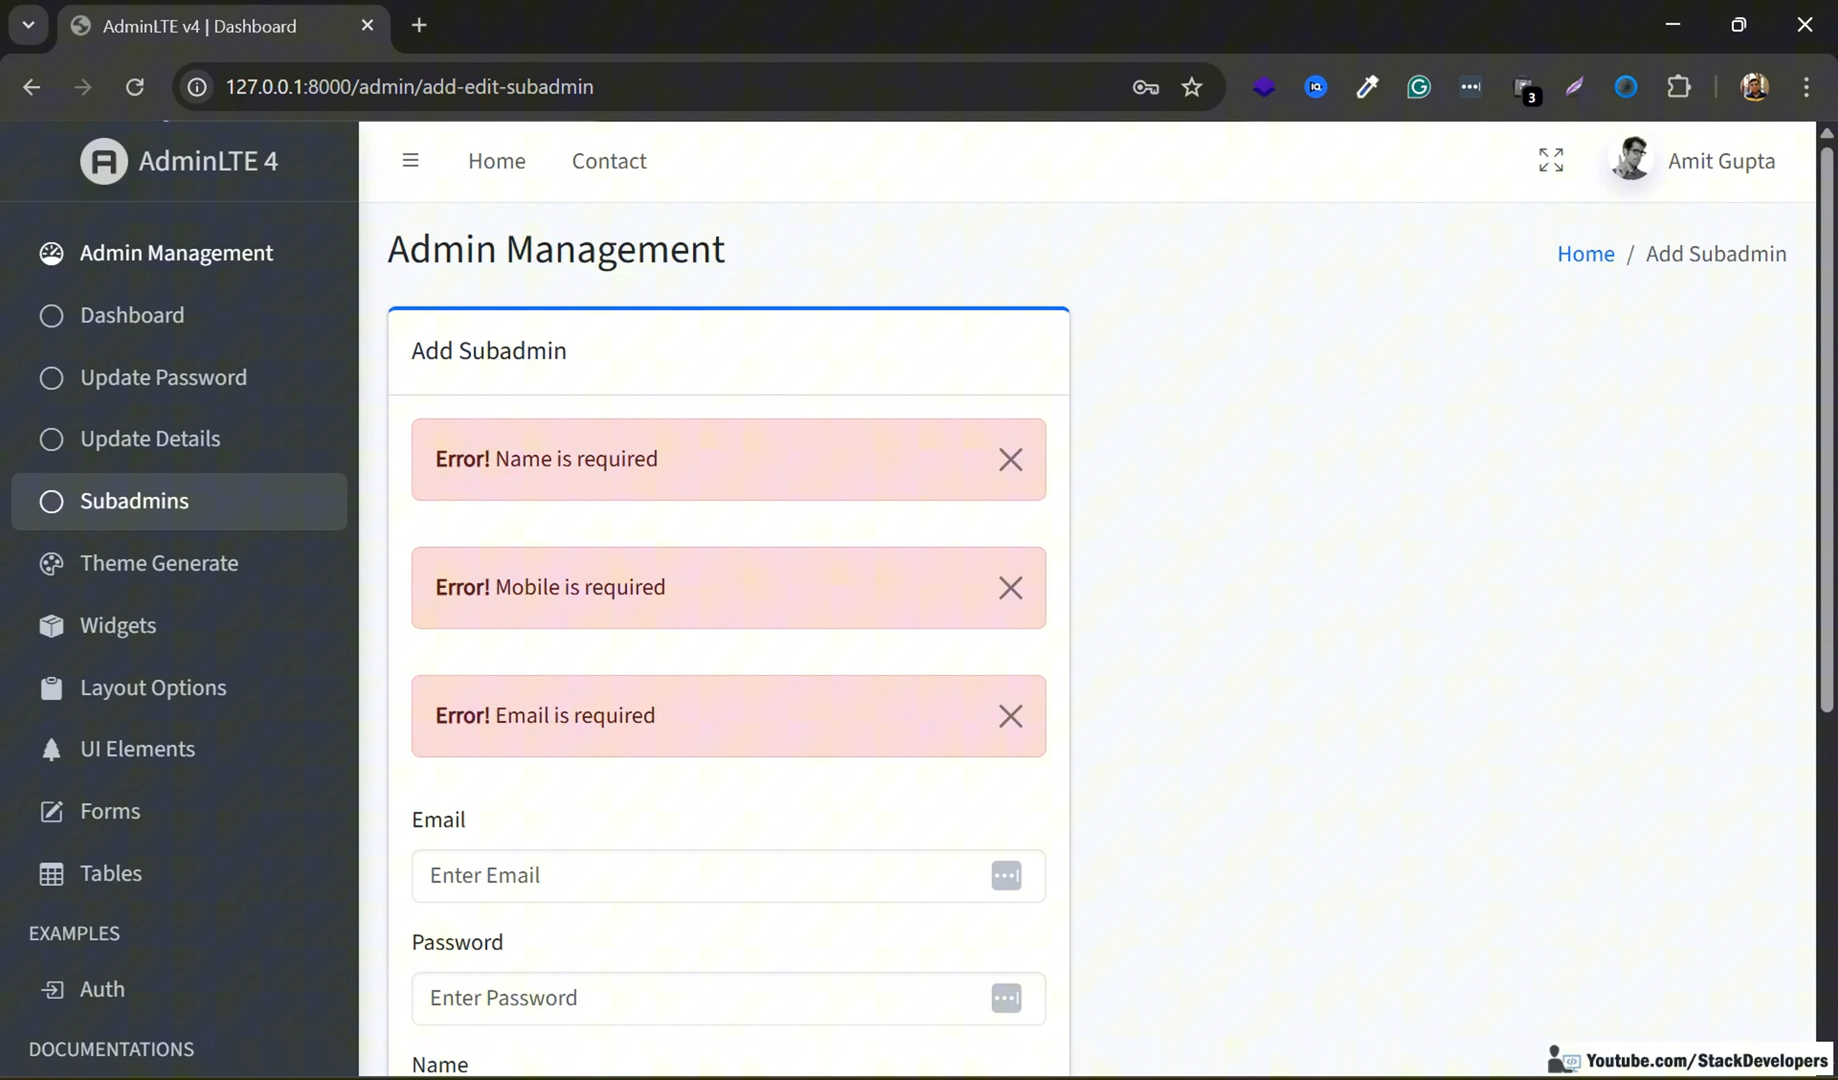 AdminLTE v4 | Dashboard
127.0.0.1:8000/admin/add-edit-subadmin
3
AdminLTE 4
Home
Contact
Amit Gupta
Admin Management
Dashboard
Update Password
Update Details
Subadmins
Theme Generate
Widgets
Layout Options
UI Elements
Forms
Tables
EXAMPLES
Auth
DOCUMENTATIONS
Admin Management
Home / Add Subadmin
Add Subadmin
Error! Name is required
Error! Mobile is required
Error! Email is required
Email
Enter Email
Password
Enter Password
Name
Youtube.com/StackDevelopers